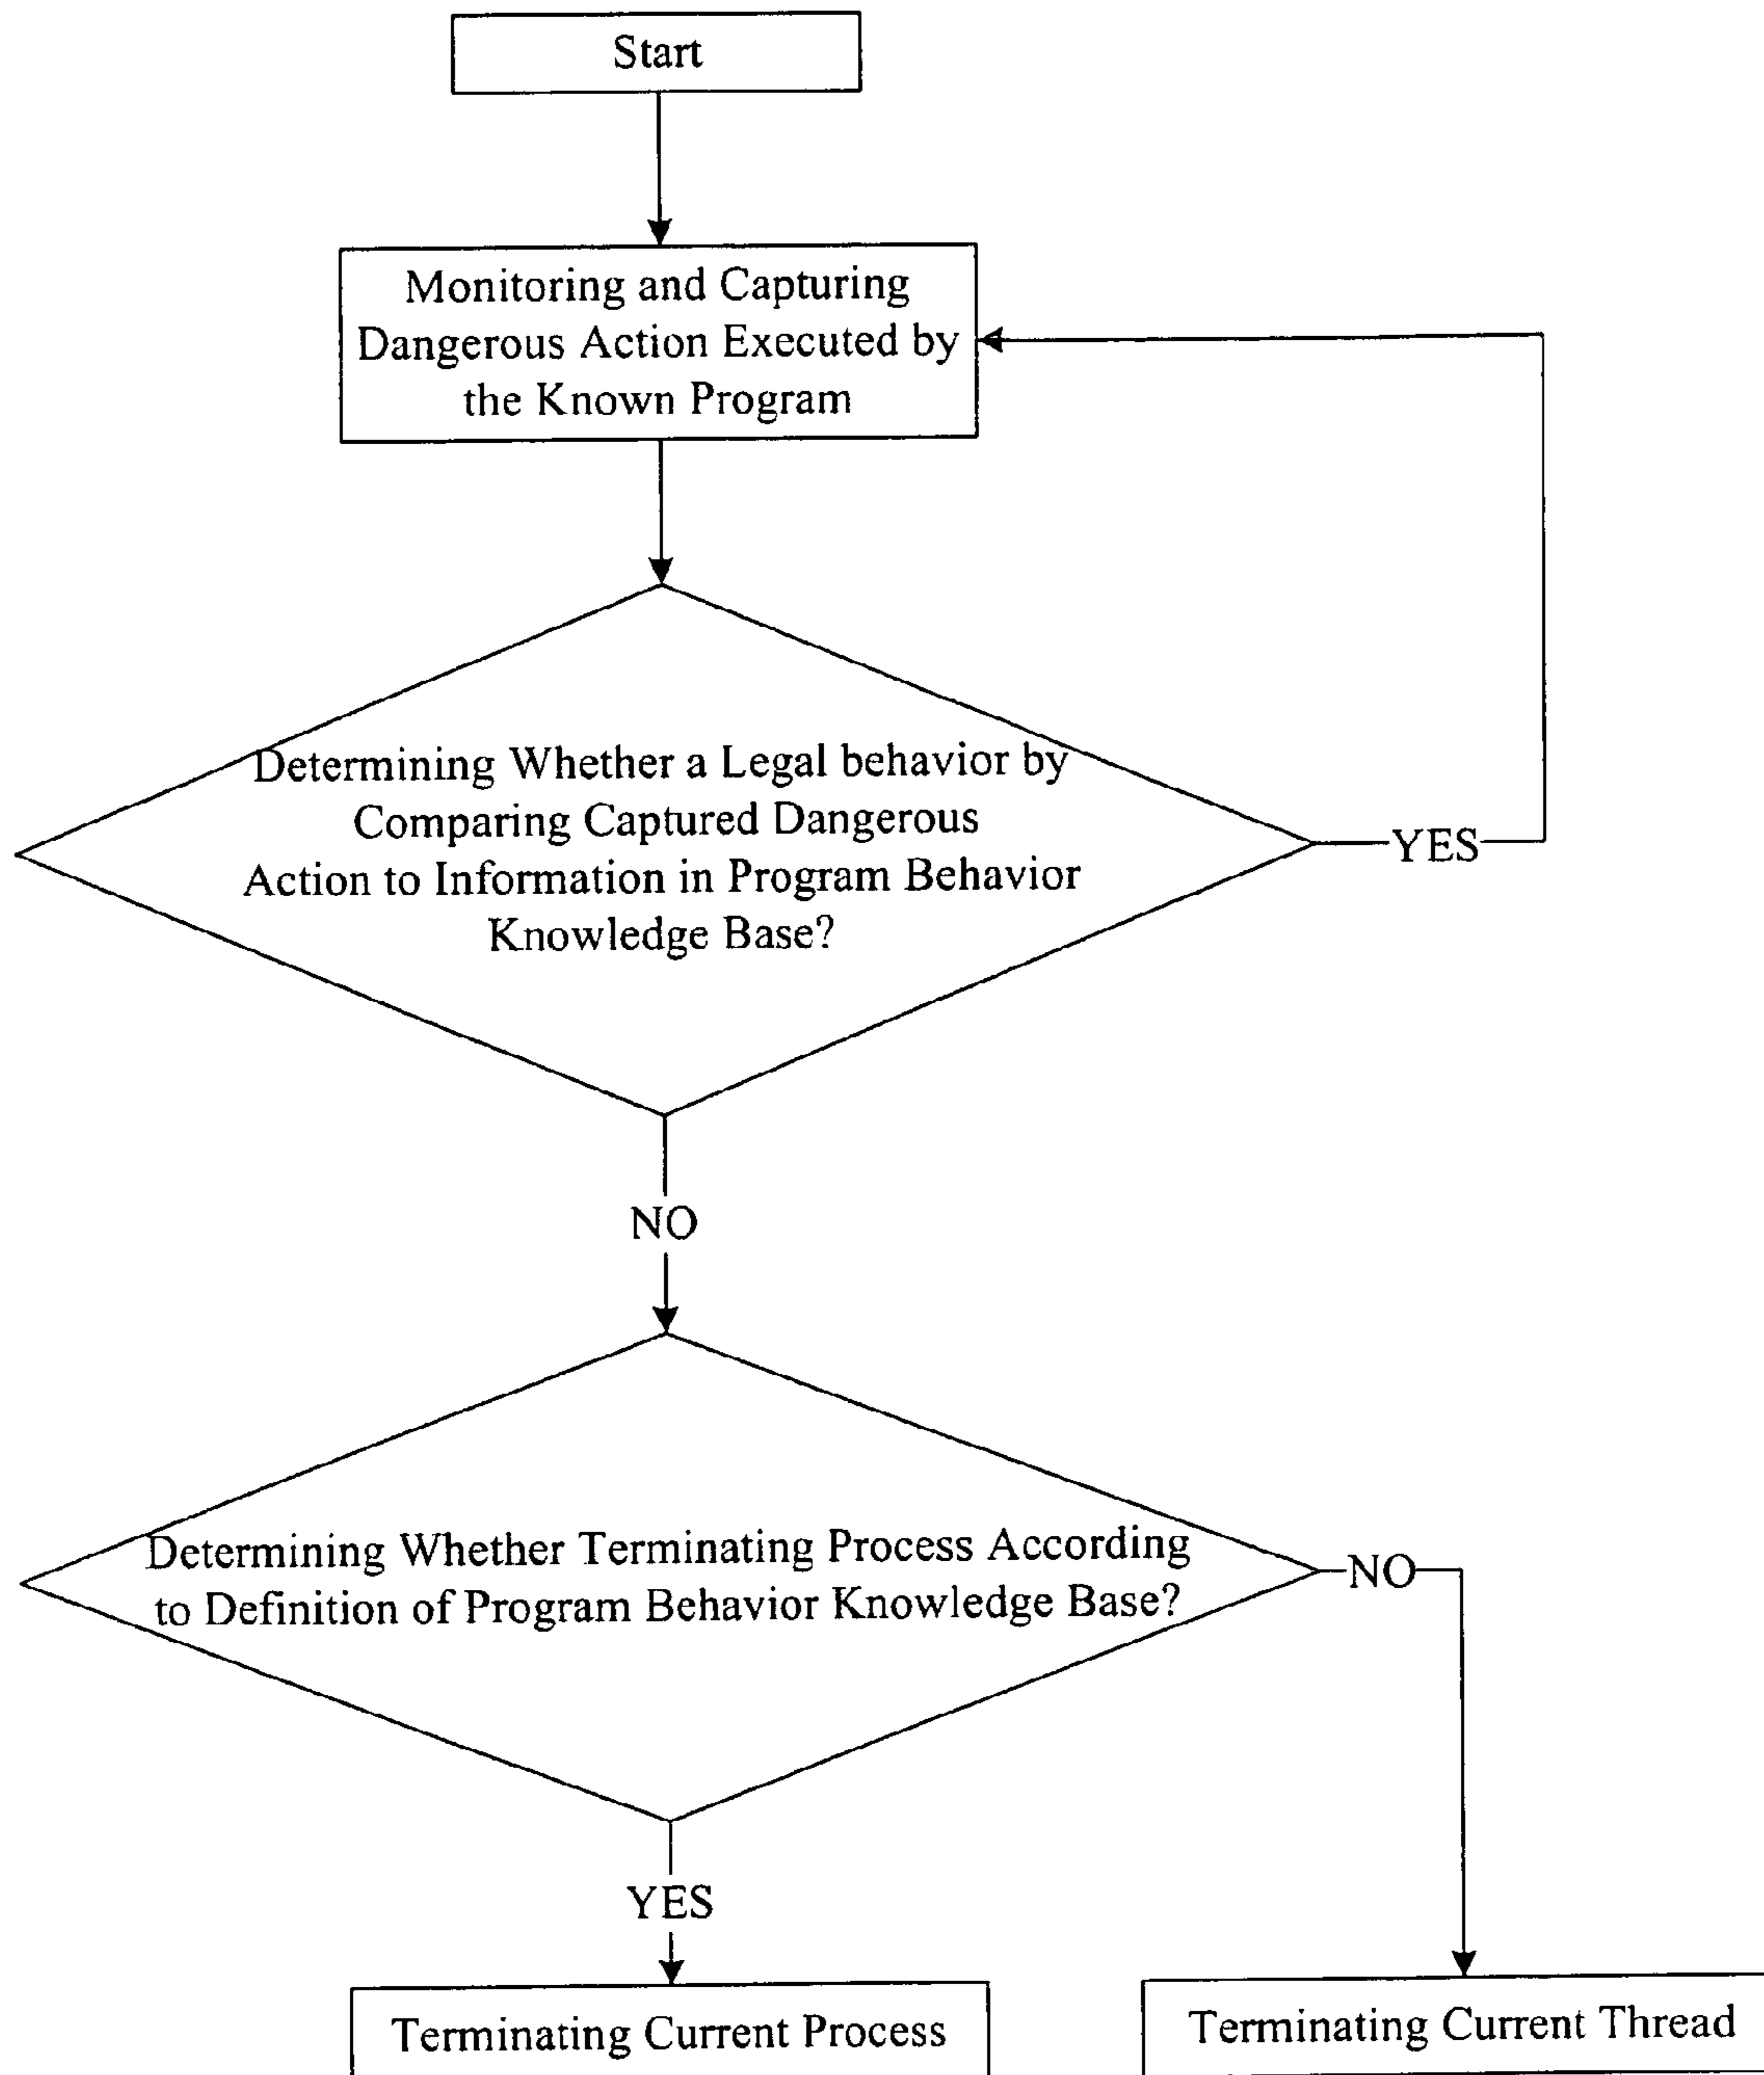 Start
Monitoring and Capturing
Dangerous Action Executed by
the Known Program
Determining Whether a Legal behavior by
Comparing Captured Dangerous
Action to Information in Program Behavior
Knowledge Base?
YES
NO
Determining Whether Terminating Process According
to Definition of Program Behavior Knowledge Base?
NO
YES
Terminating Current Process
Terminating Current Thread